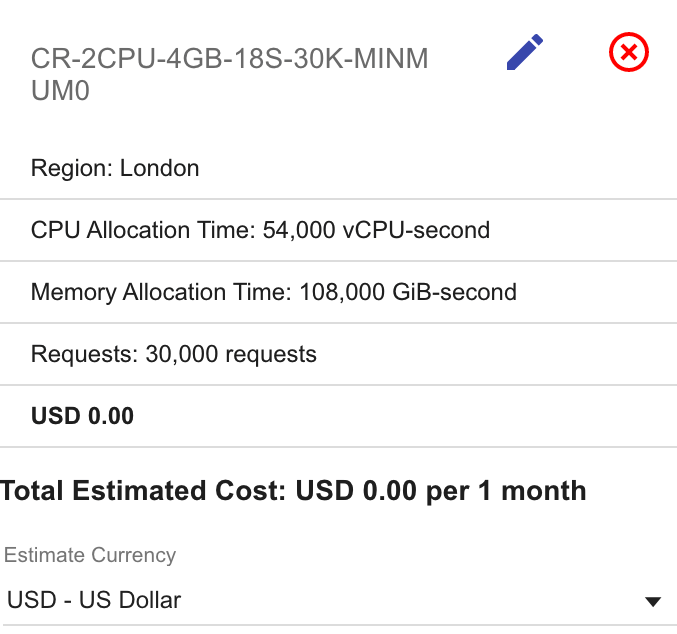 CR-2CPU-4GB-18S-30K-MINM
UM0
Region: London
CPU Allocation Time: 54,000 vCPU-second
Memory Allocation Time: 108,000 GiB-second
Requests: 30,000 requests
USD 0.00
Total Estimated Cost: USD 0.00 per 1 month
Estimate Currency
USD - US Dollar